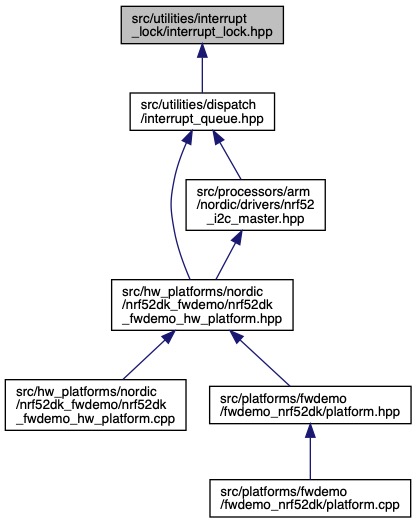 src/utilities/interrupt
_lock/interrupt_lock.hpp
src/utilities/dispatch
/interrupt_queue.hpp
src/processors/arm
/nordic/drivers/nrf52
_i2c_master.hpp
src/hw_platforms/nordic
/nrf52dk_fwdemo/nrf52dk
_fwdemo_hw_platform.hpp
src/hw_platforms/nordic
/nrf52dk_fwdemo/nrf52dk
_fwdemo_hw_platform.cpp
src/platforms/fwdemo
/fwdemo_nrf52dk/platform.hpp
src/platforms/fwdemo
/fwdemo_nrf52dk/platform.cpp